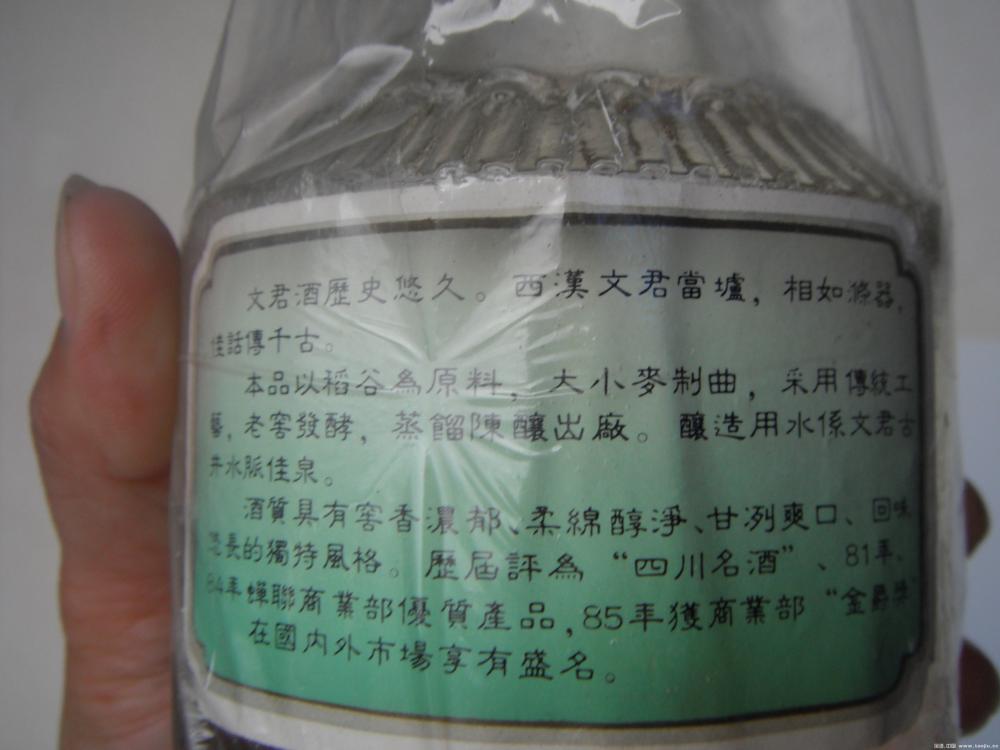 文君酒歷史悠久。西漢文君當壚，相如滌器，
佳話傳千古。
本品以稻谷為原料，大小麥制曲，采用傳統工
藝，老窖發酵，蒸餾陳釀出廠。釀造用水係文君古
井水脈佳泉。
酒質具有窖香濃郁、柔綿醇淨、甘洌爽口、回味
悠長的獨特風格。歷屆評為“四川名酒”、81年、
84年蟬聯商業部優質產品，85年獲商業部“金爵獎”
在國內外市場享有盛名。